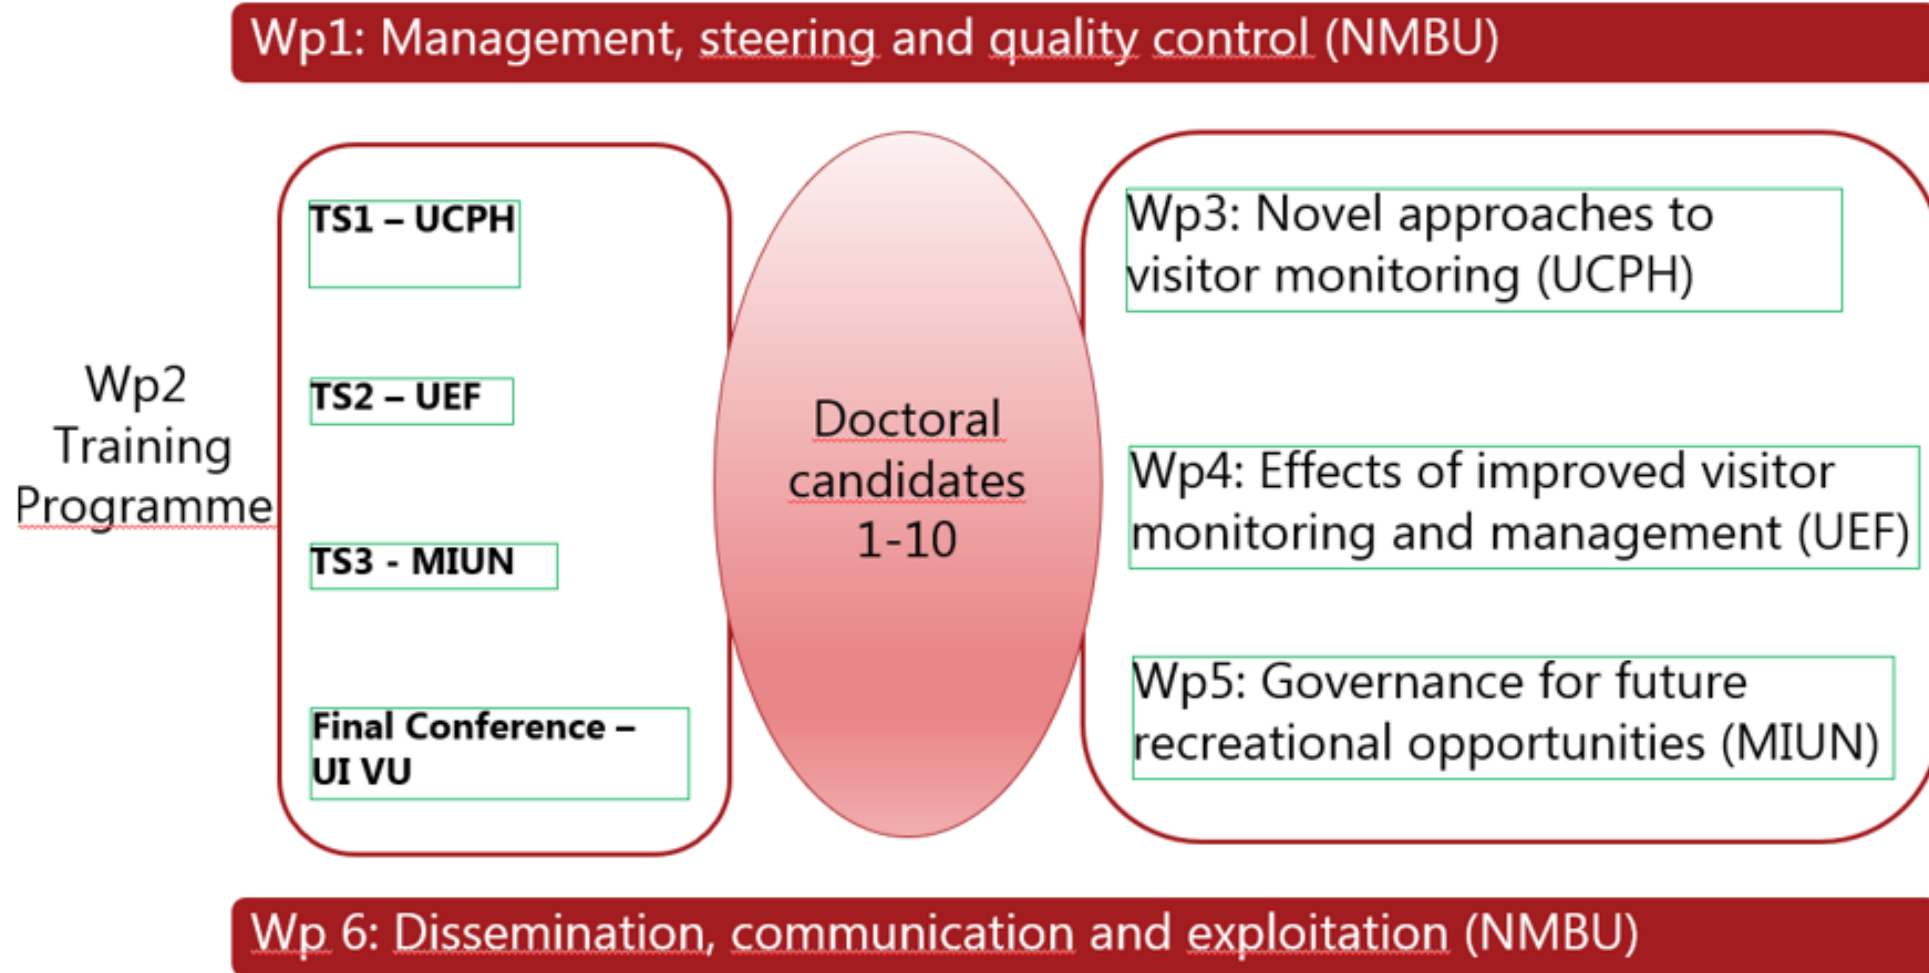 Wp1: Management, steering and quality control (NMBU)
Wp2
Training
Programme
TS1 – UCPH
TS2 – UEF
TS3 - MIUN
Final Conference –
UI VU
Doctoral
candidates
1-10
Wp3: Novel approaches to
visitor monitoring (UCPH)
Wp4: Effects of improved visitor
monitoring and management (UEF)
Wp5: Governance for future
recreational opportunities (MIUN)
Wp 6: Dissemination, communication and exploitation (NMBU)